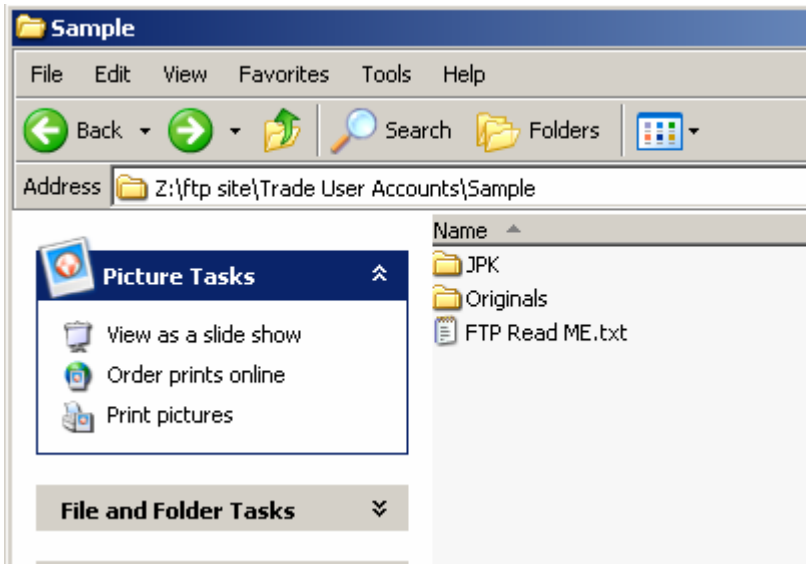 Sample
File Edit View Favorites Tools Help
Back Search Folders
Address Z:\ftp site\Trade User Accounts\Sample
Name
Picture Tasks
JPK
Originals
FTP Read ME.txt
View as a slide show
Order prints online
Print pictures
File and Folder Tasks